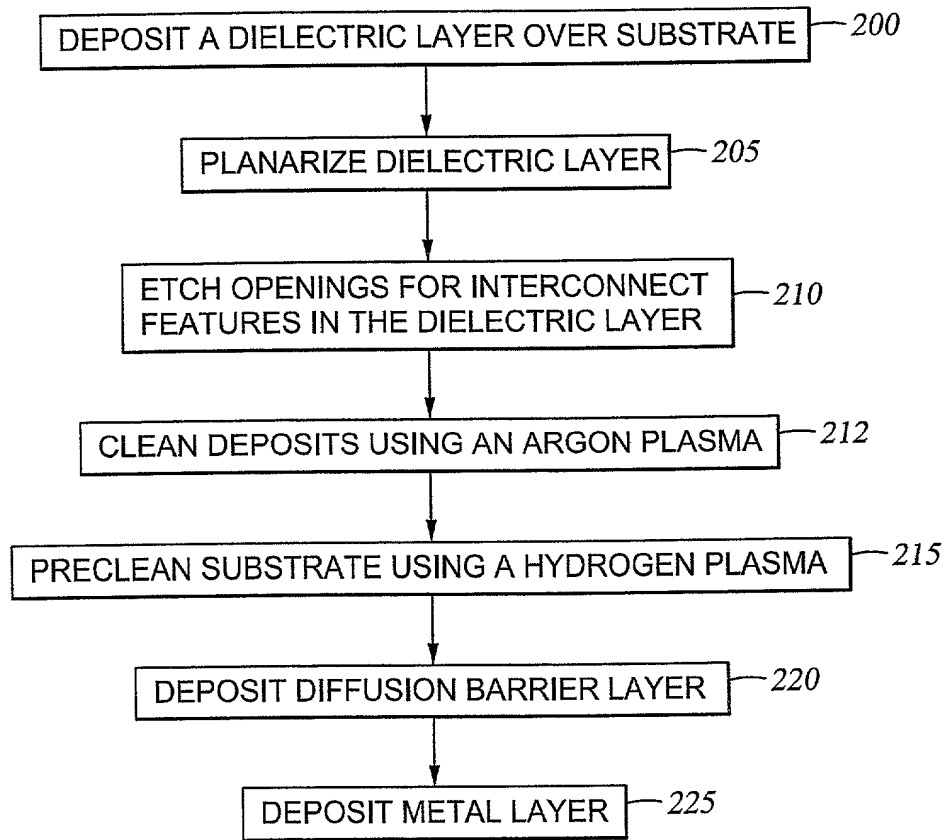 DEPOSIT A DIELECTRIC LAYER OVER SUBSTRATE 200
PLANARIZE DIELECTRIC LAYER 205
ETCH OPENINGS FOR INTERCONNECT
FEATURES IN THE DIELECTRIC LAYER 210
CLEAN DEPOSITS USING AN ARGON PLASMA 212
PRECLEAN SUBSTRATE USING A HYDROGEN PLASMA 215
DEPOSIT DIFFUSION BARRIER LAYER 220
DEPOSIT METAL LAYER 225